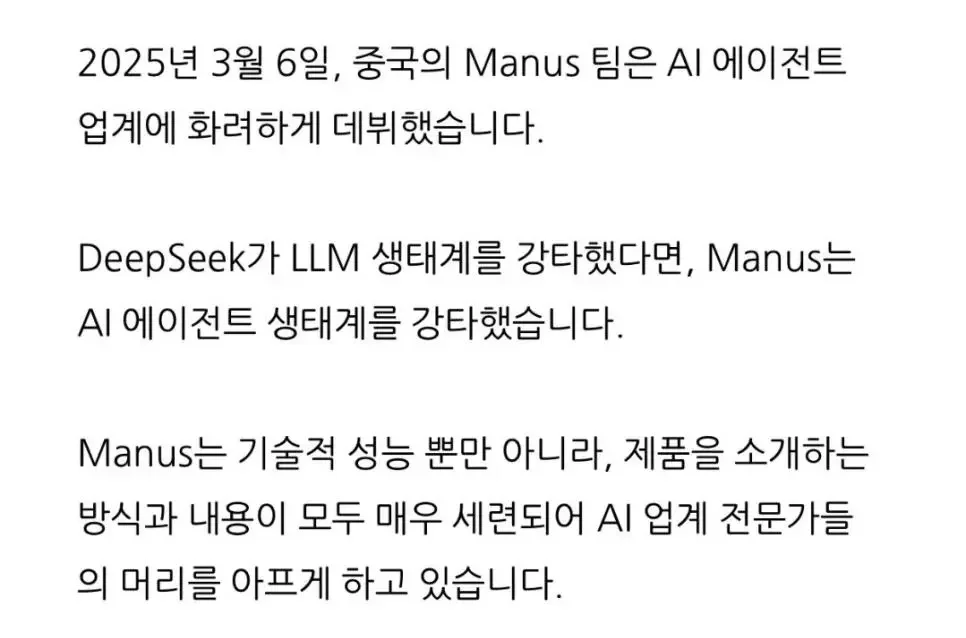 2025년 3월 6일, 중국의 Manus 팀은 AI 에이전트
업계에 화려하게 데뷔했습니다.
DeepSeek가 LLM 생태계를 강타했다면, Manus는
AI 에이전트 생태계를 강타했습니다.
Manus는 기술적 성능 뿐만 아니라, 제품을 소개하는
방식과 내용이 모두 매우 세련되어 AI 업계 전문가들
의 머리를 아프게 하고 있습니다.